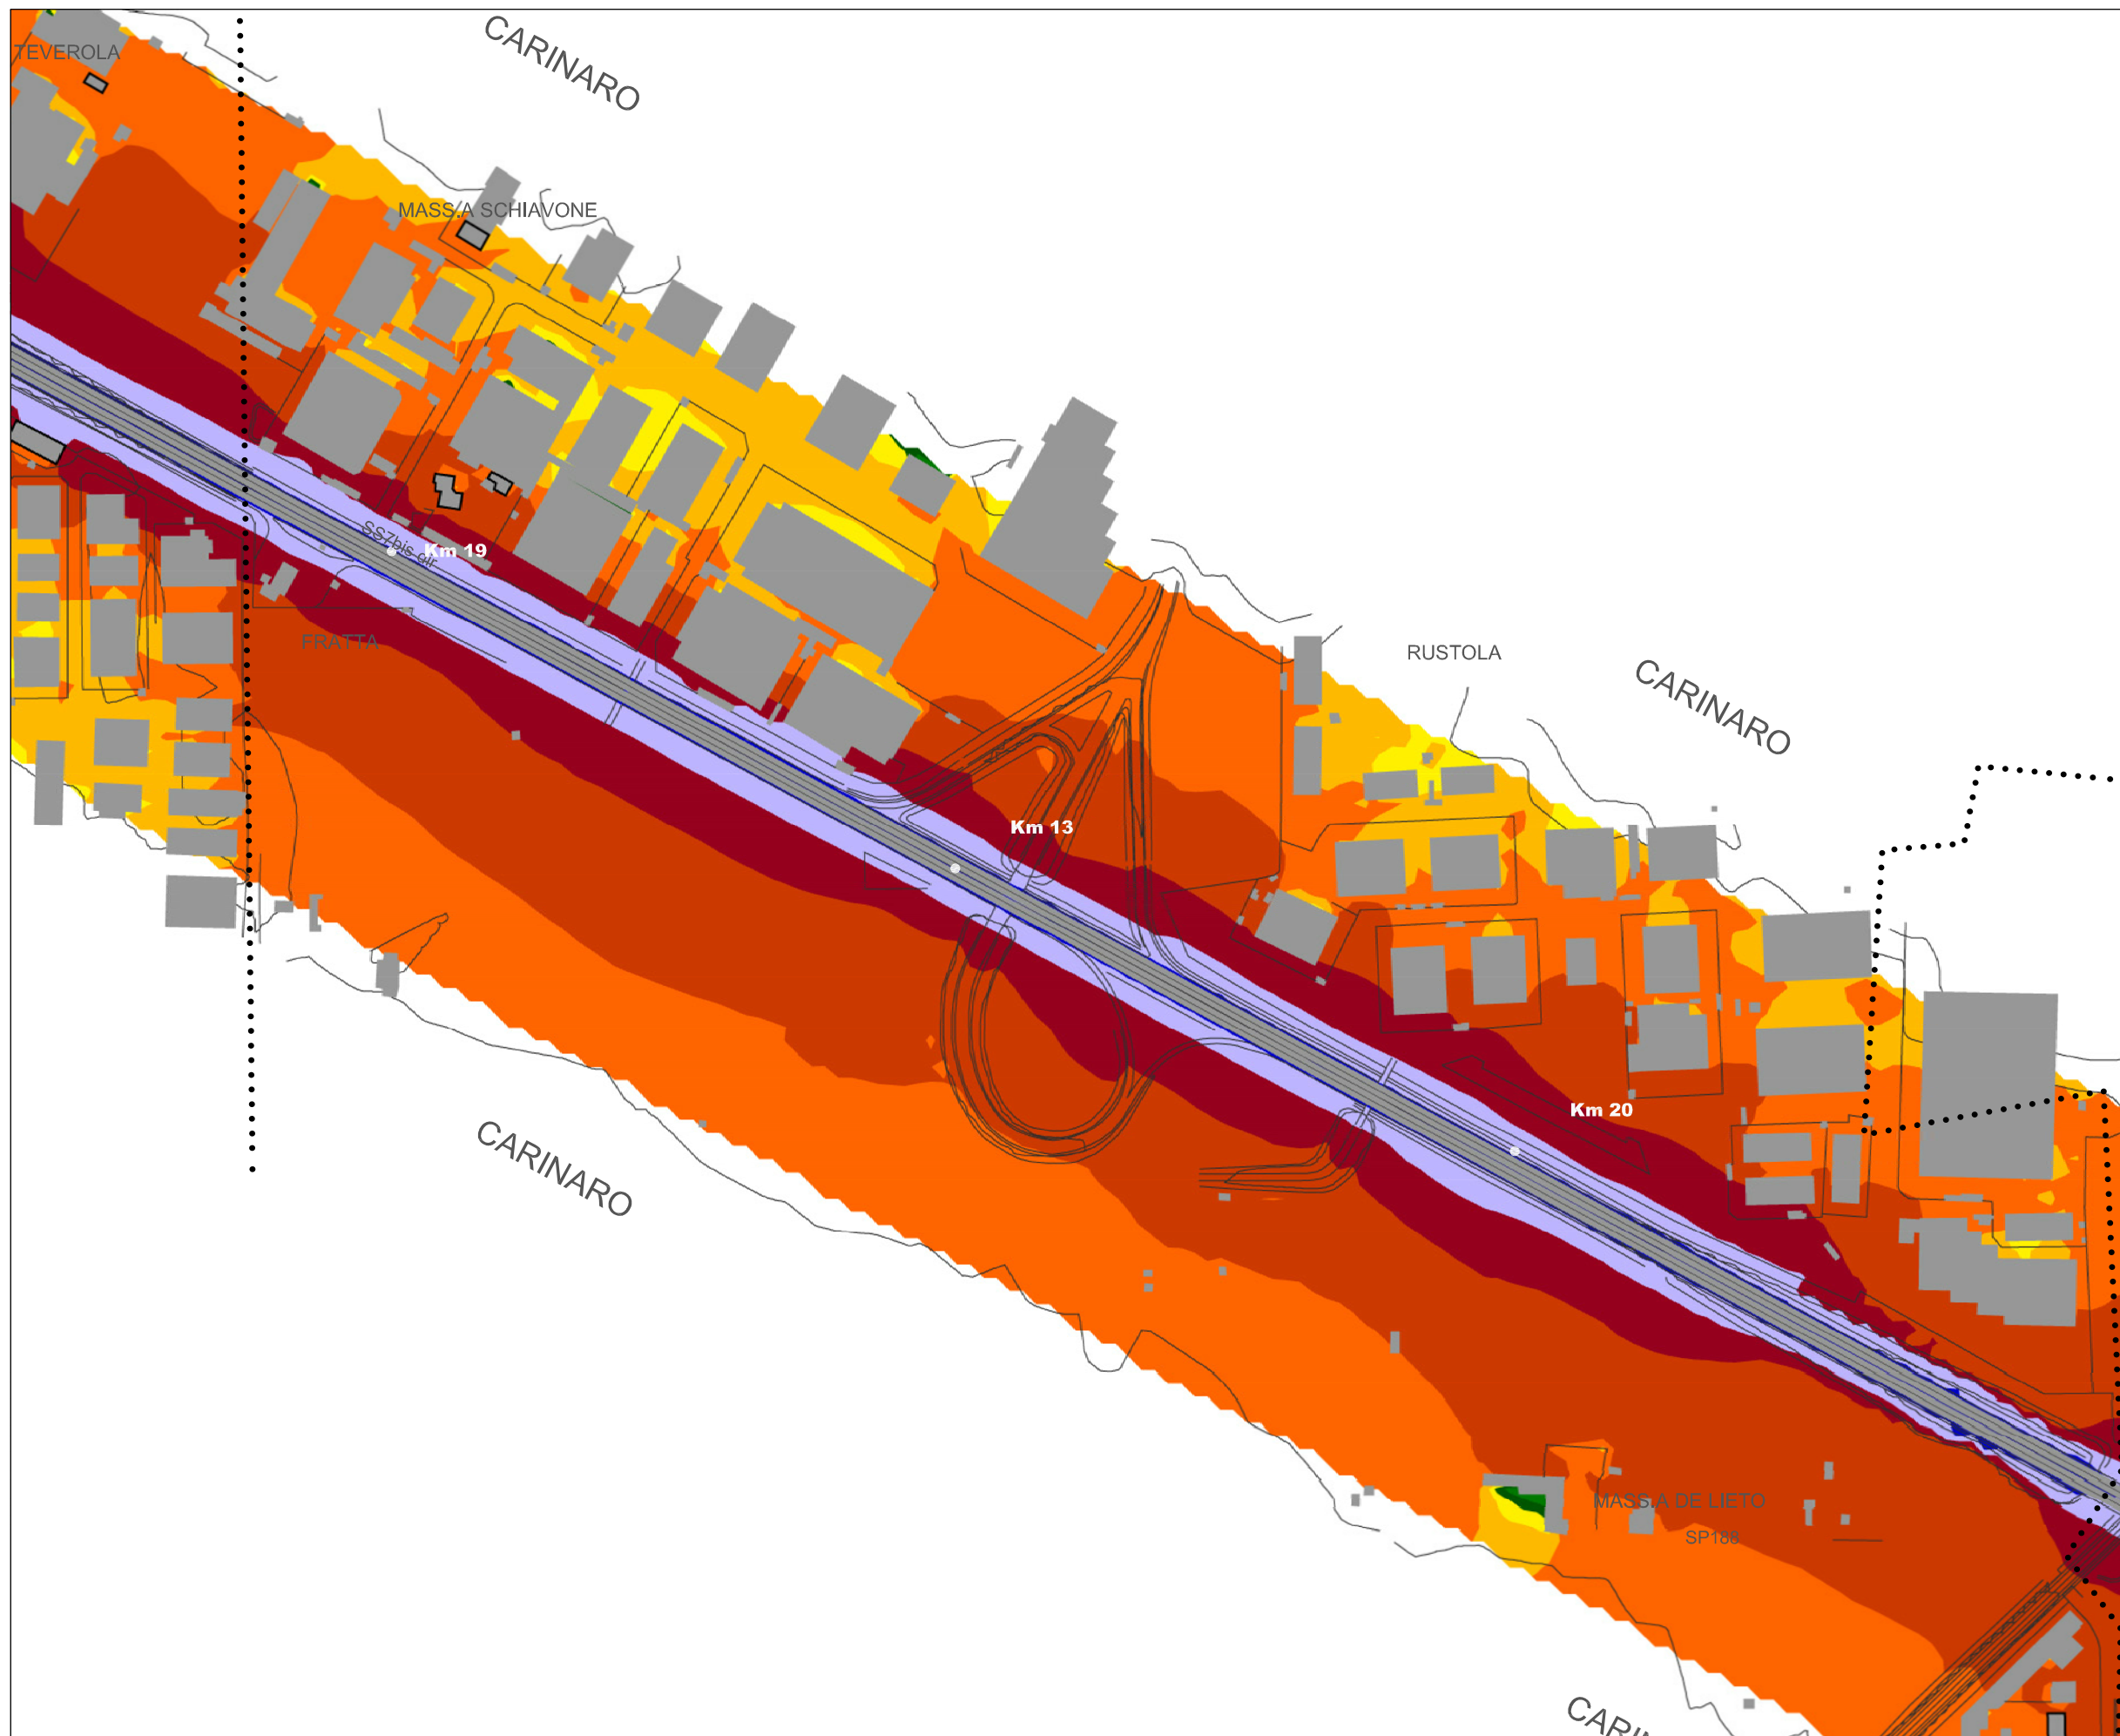 CARINARO
TEVEROLA
MASS.A SCHIAVONE
SS7bis dir
Km 19
FRATTA
RUSTOLA
CARINARO
Km 13
Km 20
CARINARO
MASS.A DE LIETO
SP188